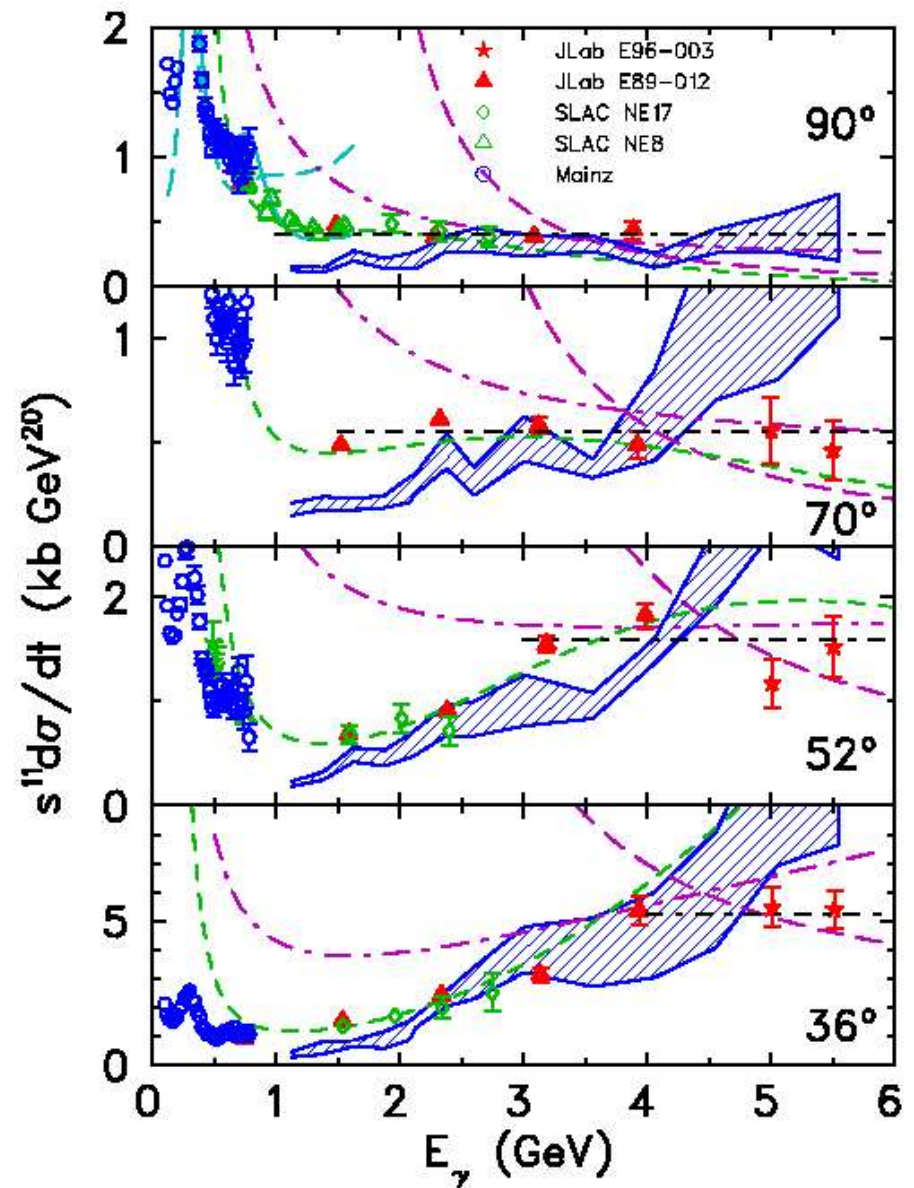 2
JLab E96-003
JLab E89-012
SLAC NE17
SLAC NE8
Mainz
90°
1
0
1
70°
0
2
1
52°
0
5
36°
0
0 1 2 3 4 5 6
E_γ (GeV)
s¹¹dσ/dt (kb GeV²⁰)